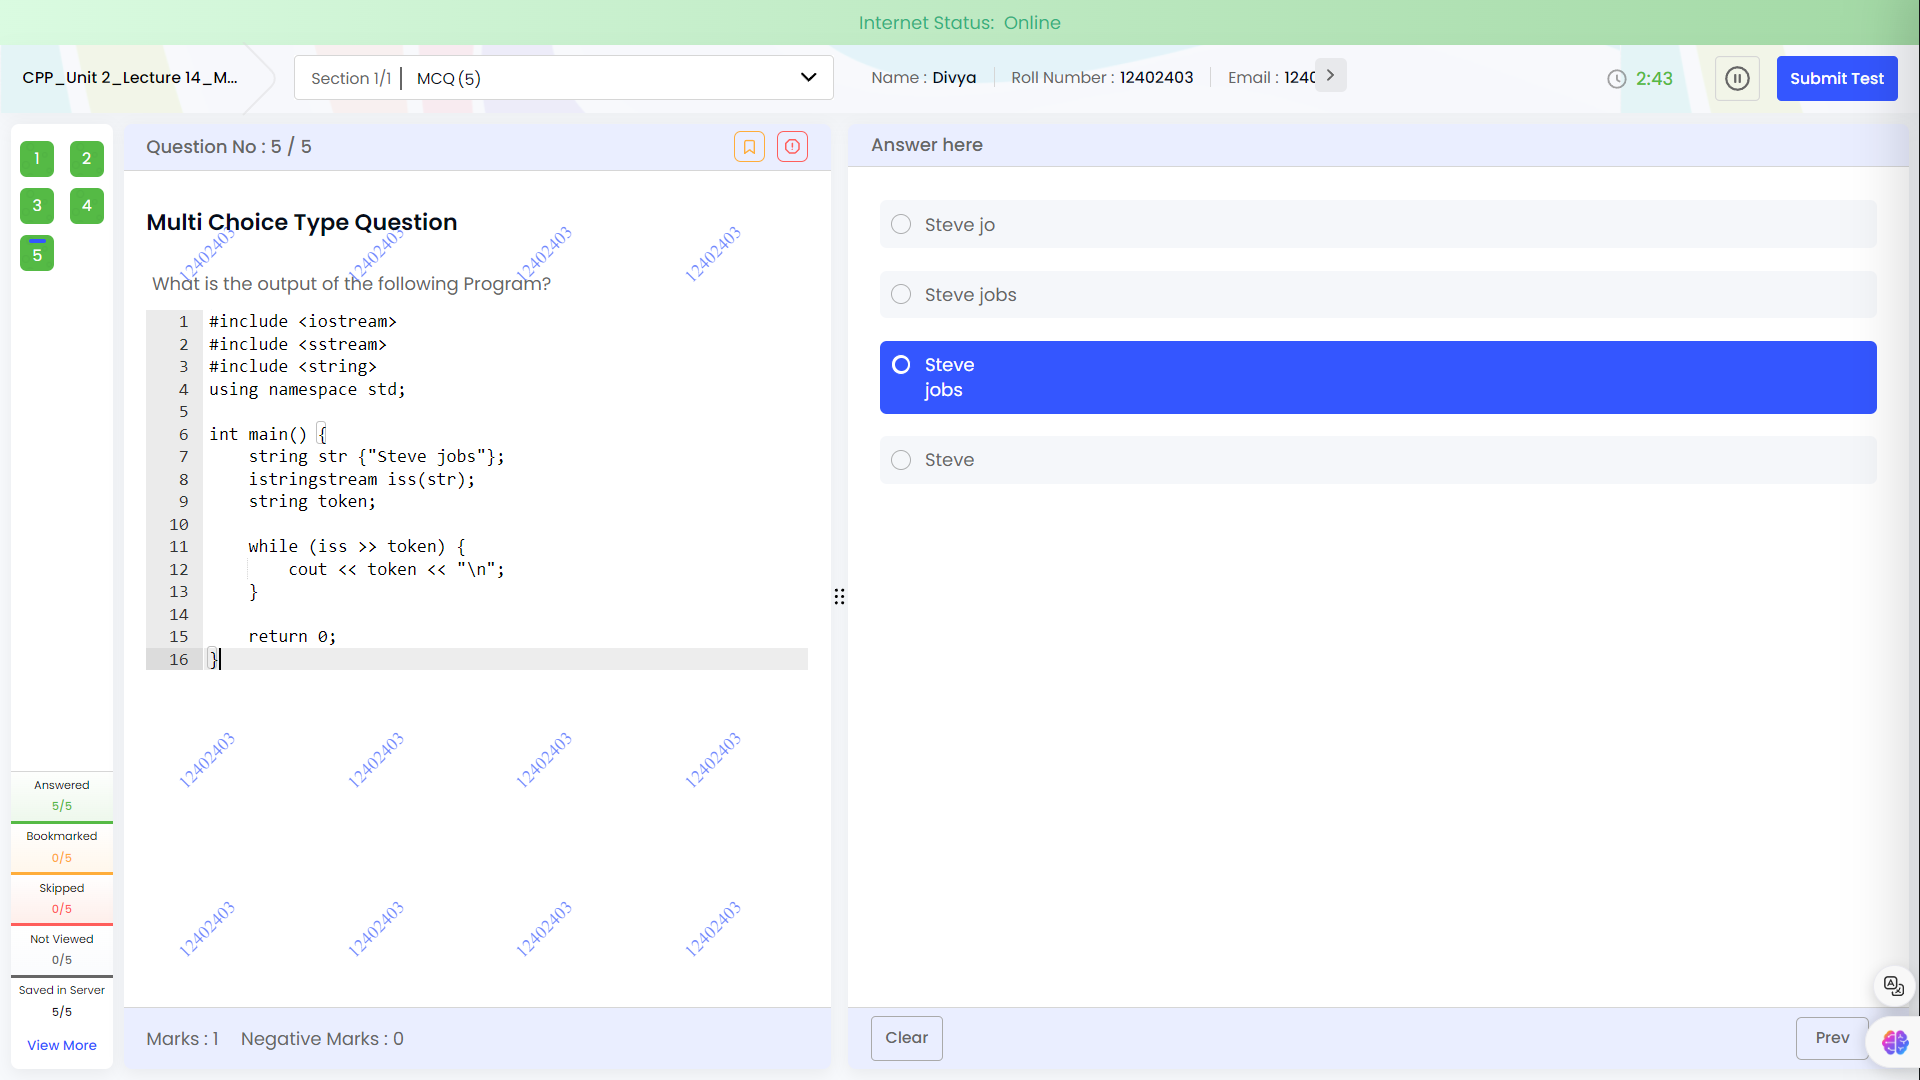 Internet Status: Online
CPP_Unit 2_Lecture 14_M...
Section 1/1 | MCQ (5)
Name : Divya
Roll Number : 12402403
Email : 1240
2:43
Submit Test
1 2
3 4
5
Question No : 5 / 5
Multi Choice Type Question
12402403 12402403 12402403 12402403
What is the output of the following Program?
1 #include <iostream>
2 #include <sstream>
3 #include <string>
4 using namespace std;
5
6 int main() {
7     string str {"Steve jobs"};
8     istringstream iss(str);
9     string token;
10
11     while (iss >> token) {
12         cout << token << "\n";
13     }
14
15     return 0;
16 }
12402403 12402403 12402403 12402403
12402403 12402403 12402403 12402403
Answered
5/5
Bookmarked
0/5
Skipped
0/5
Not Viewed
0/5
Saved in Server
5/5
View More
Marks : 1 Negative Marks : 0
Answer here
Steve jo
Steve jobs
Steve
jobs
Steve
Clear
Prev